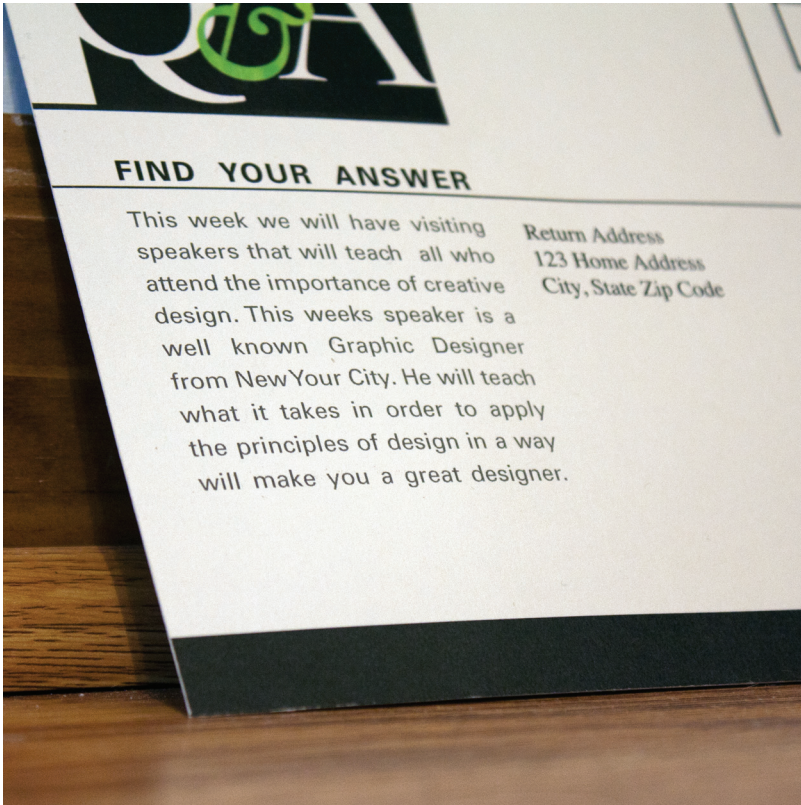 Q&A
FIND YOUR ANSWER
This week we will have visiting
speakers that will teach all who
attend the importance of creative
design. This weeks speaker is a
well known Graphic Designer
from New Your City. He will teach
what it takes in order to apply
the principles of design in a way
will make you a great designer.
Return Address
123 Home Address
City, State Zip Code